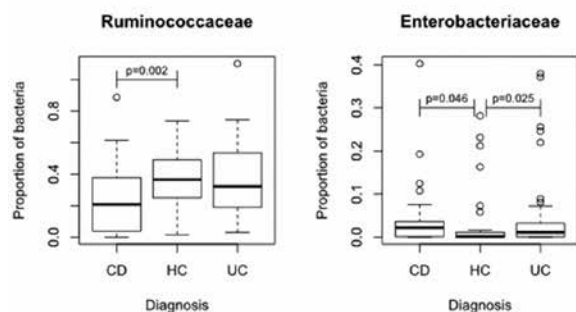 Ruminococcaceae
Proportion of bacteria
0.8
0.4
0.0
p=0.002
CD HC UC
Diagnosis
Enterobacteriaceae
Proportion of bacteria
0.4
0.3
0.2
0.1
0.0
p=0.046 p=0.025
CD HC UC
Diagnosis